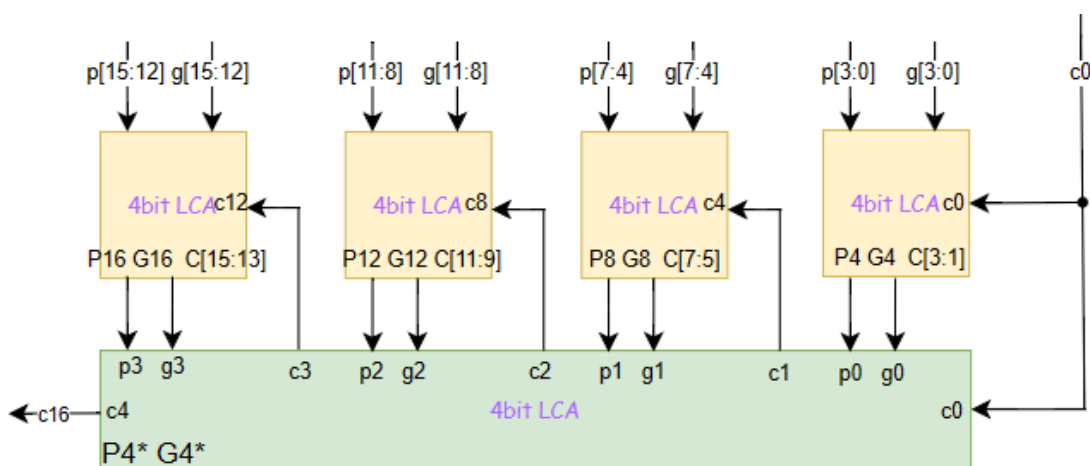 p[15:12] g[15:12] p[11:8] g[11:8] p[7:4] g[7:4] p[3:0] g[3:0] c0
4bit LCA c12 4bit LCA c8 4bit LCA c4 4bit LCA c0
P16 G16 C[15:13] P12 G12 C[11:9] P8 G8 C[7:5] P4 G4 C[3:1]
p3 g3 c3 p2 g2 c2 p1 g1 c1 p0 g0
c16 c4 4bit LCA c0
P4* G4*